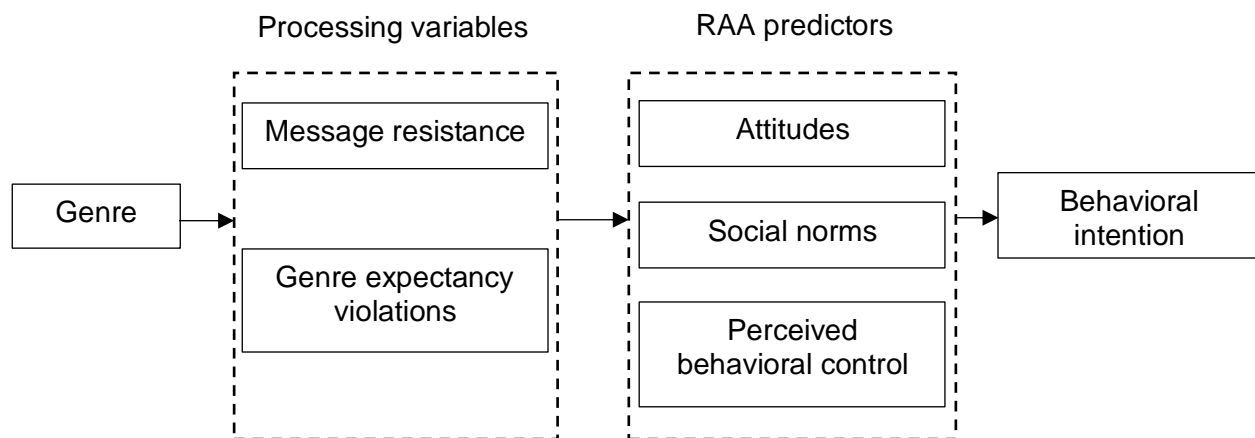 Processing variables
RAA predictors
Message resistance
Attitudes
Genre
Social norms
Behavioral
intention
Genre expectancy
violations
Perceived
behavioral control